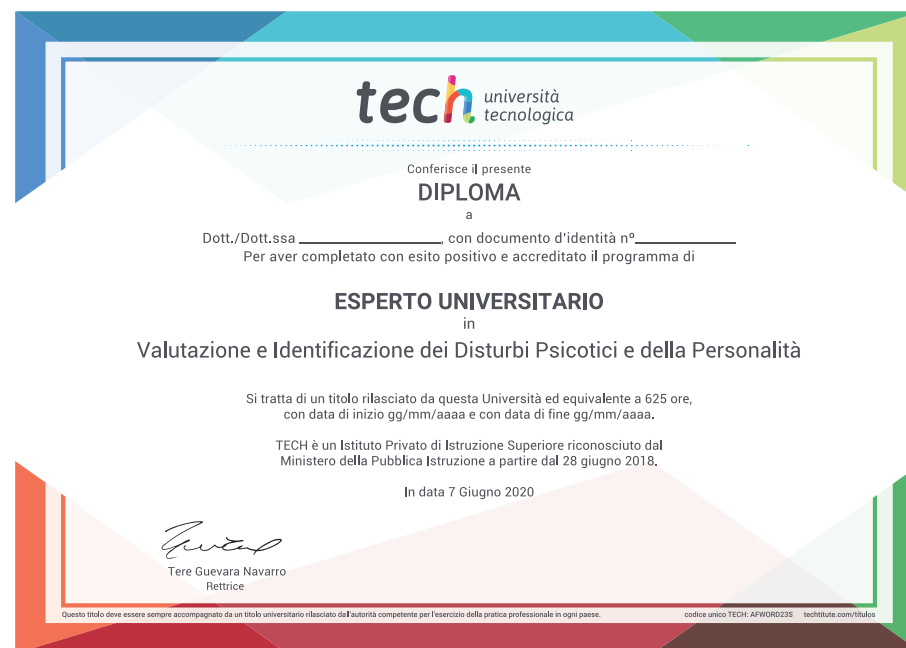 tech università
tecnologica
Conferisce il presente
DIPLOMA
a
Dott./Dott.ssa ____________________, con documento d'identità nº______________
Per aver completato con esito positivo e accreditato il programma di
ESPERTO UNIVERSITARIO
in
Valutazione e Identificazione dei Disturbi Psicotici e della Personalità
Si tratta di un titolo rilasciato da questa Università ed equivalente a 625 ore,
con data di inizio gg/mm/aaaa e con data di fine gg/mm/aaaa.
TECH è un Istituto Privato di Istruzione Superiore riconosciuto dal
Ministero della Pubblica Istruzione a partire dal 28 giugno 2018.
In data 7 Giugno 2020
Tere Guevara Navarro
Rettrice
Questo titolo deve essere sempre accompagnato da un titolo universitario rilasciato dall'autorità competente per l'esercizio della pratica professionale in ogni paese. codice unico TECH: AFWORD23S techtitute.com/titulos